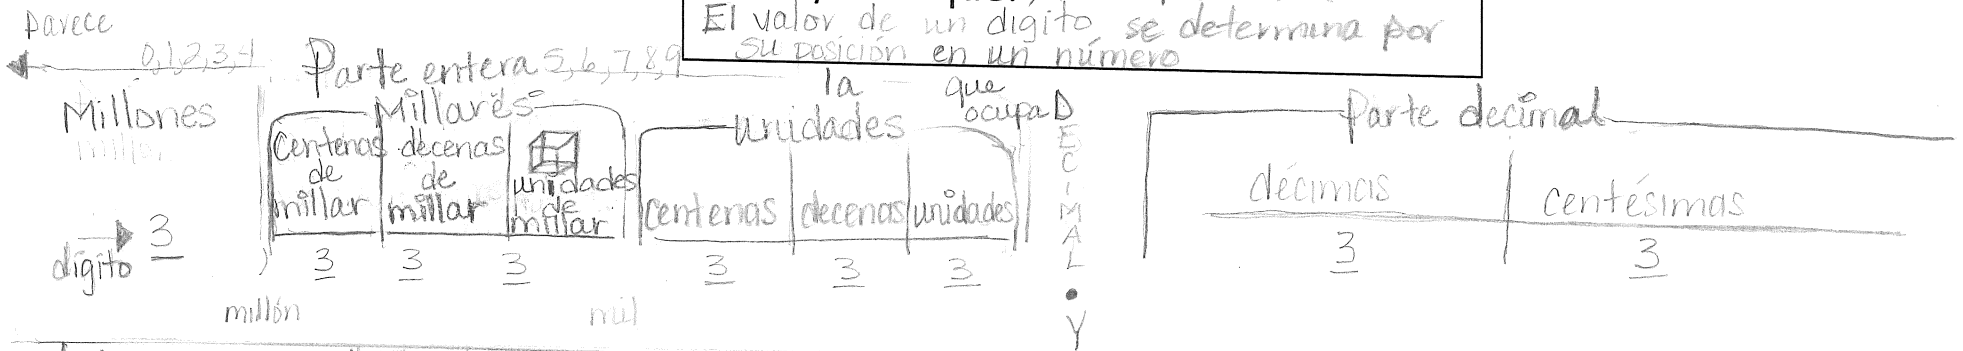 parece
El valor de un digito se determina por
su posición en un número
0,1,2,3,4
Parte entera 5,6,7,8,9
la que ocupa
Millones
Millares
unidades
DECIMAL
Parte decimal
centenas de millar
decenas de millar
unidades de millar
centenas
decenas
unidades
décimas
centésimas
dígito 3 , 3 3 3 3 3 3 . 3 3
millón
mil
Y